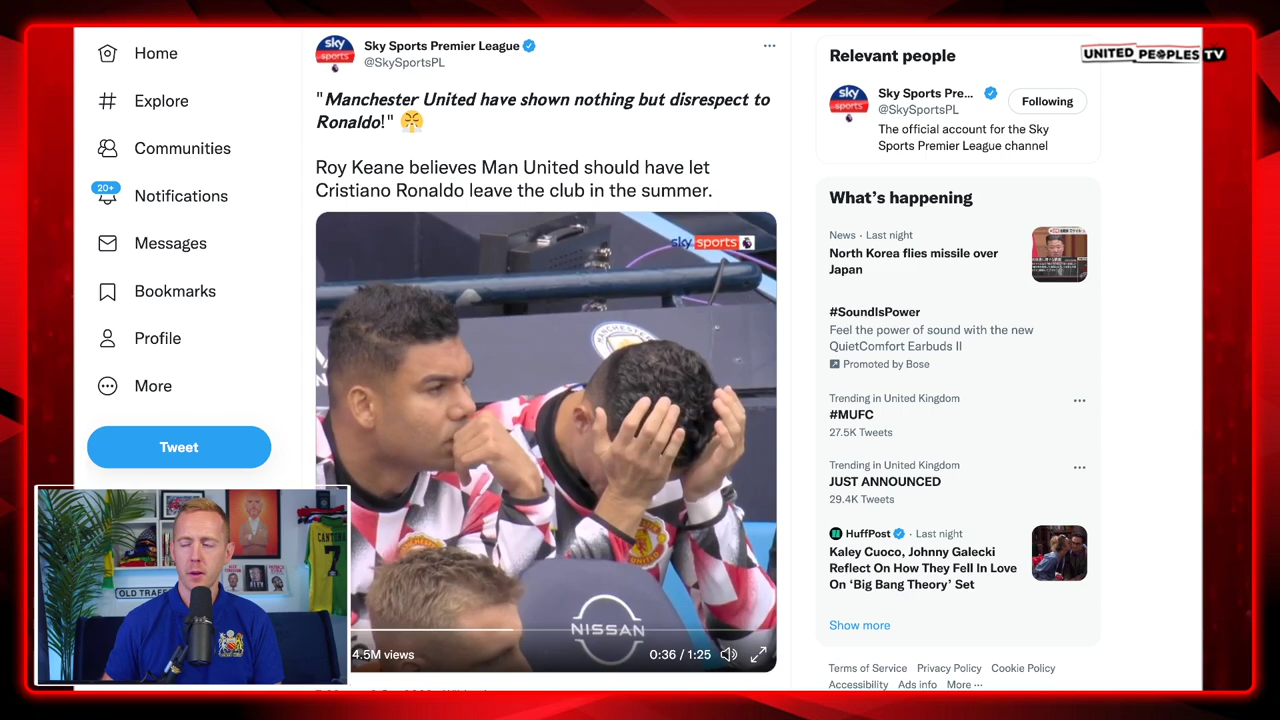 Home
Explore
Communities
20+
Notifications
Messages
Bookmarks
Profile
More
Tweet
sky
sports
Sky Sports Premier League
@SkySportsPL
"Manchester United have shown nothing but disrespect to
Ronaldo!" 😤
Roy Keane believes Man United should have let
Cristiano Ronaldo leave the club in the summer.
sky sports
MANCHESTER
NISSAN
4.5M views
0:36 / 1:25
UNITED PEOPLES TV
Relevant people
sky
sports
Sky Sports Pre...
@SkySportsPL
Following
The official account for the Sky
Sports Premier League channel
What's happening
News · Last night
North Korea flies missile over
Japan
#SoundIsPower
Feel the power of sound with the new
QuietComfort Earbuds II
Promoted by Bose
Trending in United Kingdom
#MUFC
27.5K Tweets
Trending in United Kingdom
JUST ANNOUNCED
29.4K Tweets
HuffPost · Last night
Kaley Cuoco, Johnny Galecki
Reflect On How They Fell In Love
On 'Big Bang Theory' Set
Show more
Terms of Service Privacy Policy Cookie Policy
Accessibility Ads info More ···
OLD TRAFF
CANTONA
7